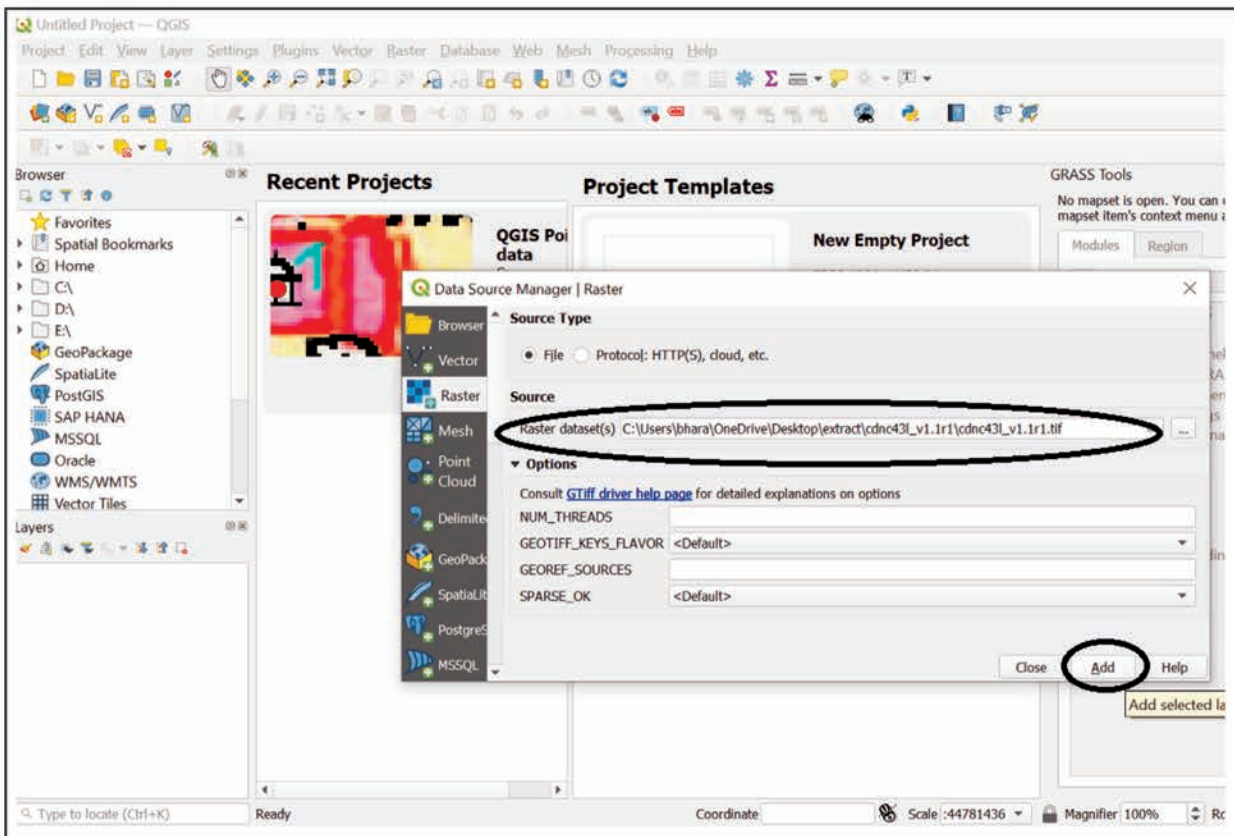 Untitled Project — QGIS
Project Edit View Layer Settings Plugins Vector Raster Database Web Mesh Processing Help
Browser
Favorites
Spatial Bookmarks
Home
C:\
D:\
E:\
GeoPackage
SpatiaLite
PostGIS
SAP HANA
MSSQL
Oracle
WMS/WMTS
Vector Tiles
Layers
Recent Projects
QGIS Poi
data
Project Templates
New Empty Project
GRASS Tools
No mapset is open. You can
mapset item's context menu
Modules Region
Data Source Manager | Raster
Browser
Vector
Raster
Mesh
Point
Cloud
Delimite
GeoPack
SpatiaLit
PostgreS
MSSQL
Source Type
File Protocol: HTTP(S), cloud, etc.
Source
Raster dataset(s) C:\Users\bhara\OneDrive\Desktop\extract\cdnc43l_v1.1r1\cdnc43l_v1.1r1.tif ...
Options
Consult GTiff driver help page for detailed explanations on options
NUM_THREADS
GEOTIFF_KEYS_FLAVOR <Default>
GEOREF_SOURCES
SPARSE_OK <Default>
Close Add Help
Add selected la
Type to locate (Ctrl+K) Ready Coordinate Scale :44781436 Magnifier 100% Ro